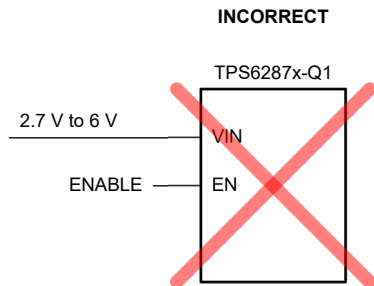 INCORRECT
TPS6287x-Q1
2.7 V to 6 V
VIN
ENABLE
EN